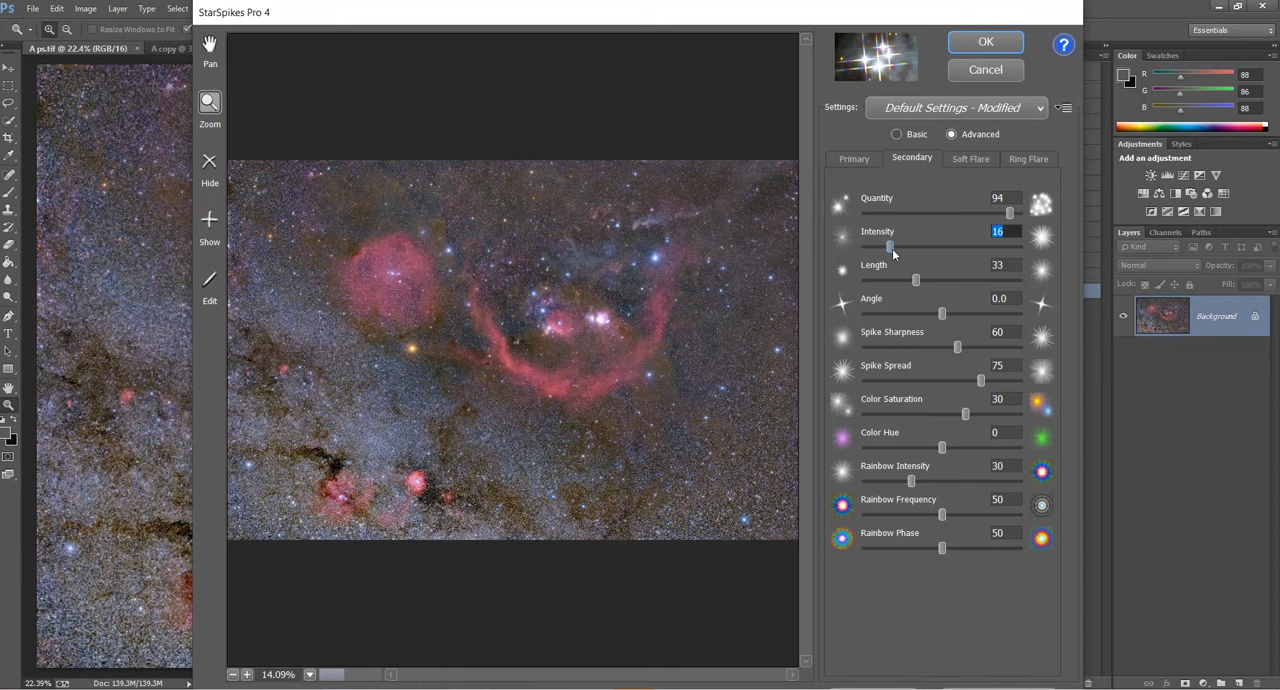 Ps File Edit Image Layer Type Select
StarSpikes Pro 4
Resize Windows to Fit
Essentials
A ps.tif @ 22.4% (RGB/16) × A copy @ 3
Pan
Zoom
Hide
Show
Edit
OK
Cancel
?
Settings: Default Settings - Modified
Basic Advanced
Primary Secondary Soft Flare Ring Flare
Quantity 94
Intensity 16
Length 33
Angle 0.0
Spike Sharpness 60
Spike Spread 75
Color Saturation 30
Color Hue 0
Rainbow Intensity 30
Rainbow Frequency 50
Rainbow Phase 50
Color Swatches
R 88
G 86
B 88
Adjustments Styles
Add an adjustment
Layers Channels Paths
Kind
Normal Opacity: 100%
Lock: Fill: 100%
Background
14.09%
22.39% Doc: 139.3M/139.3M